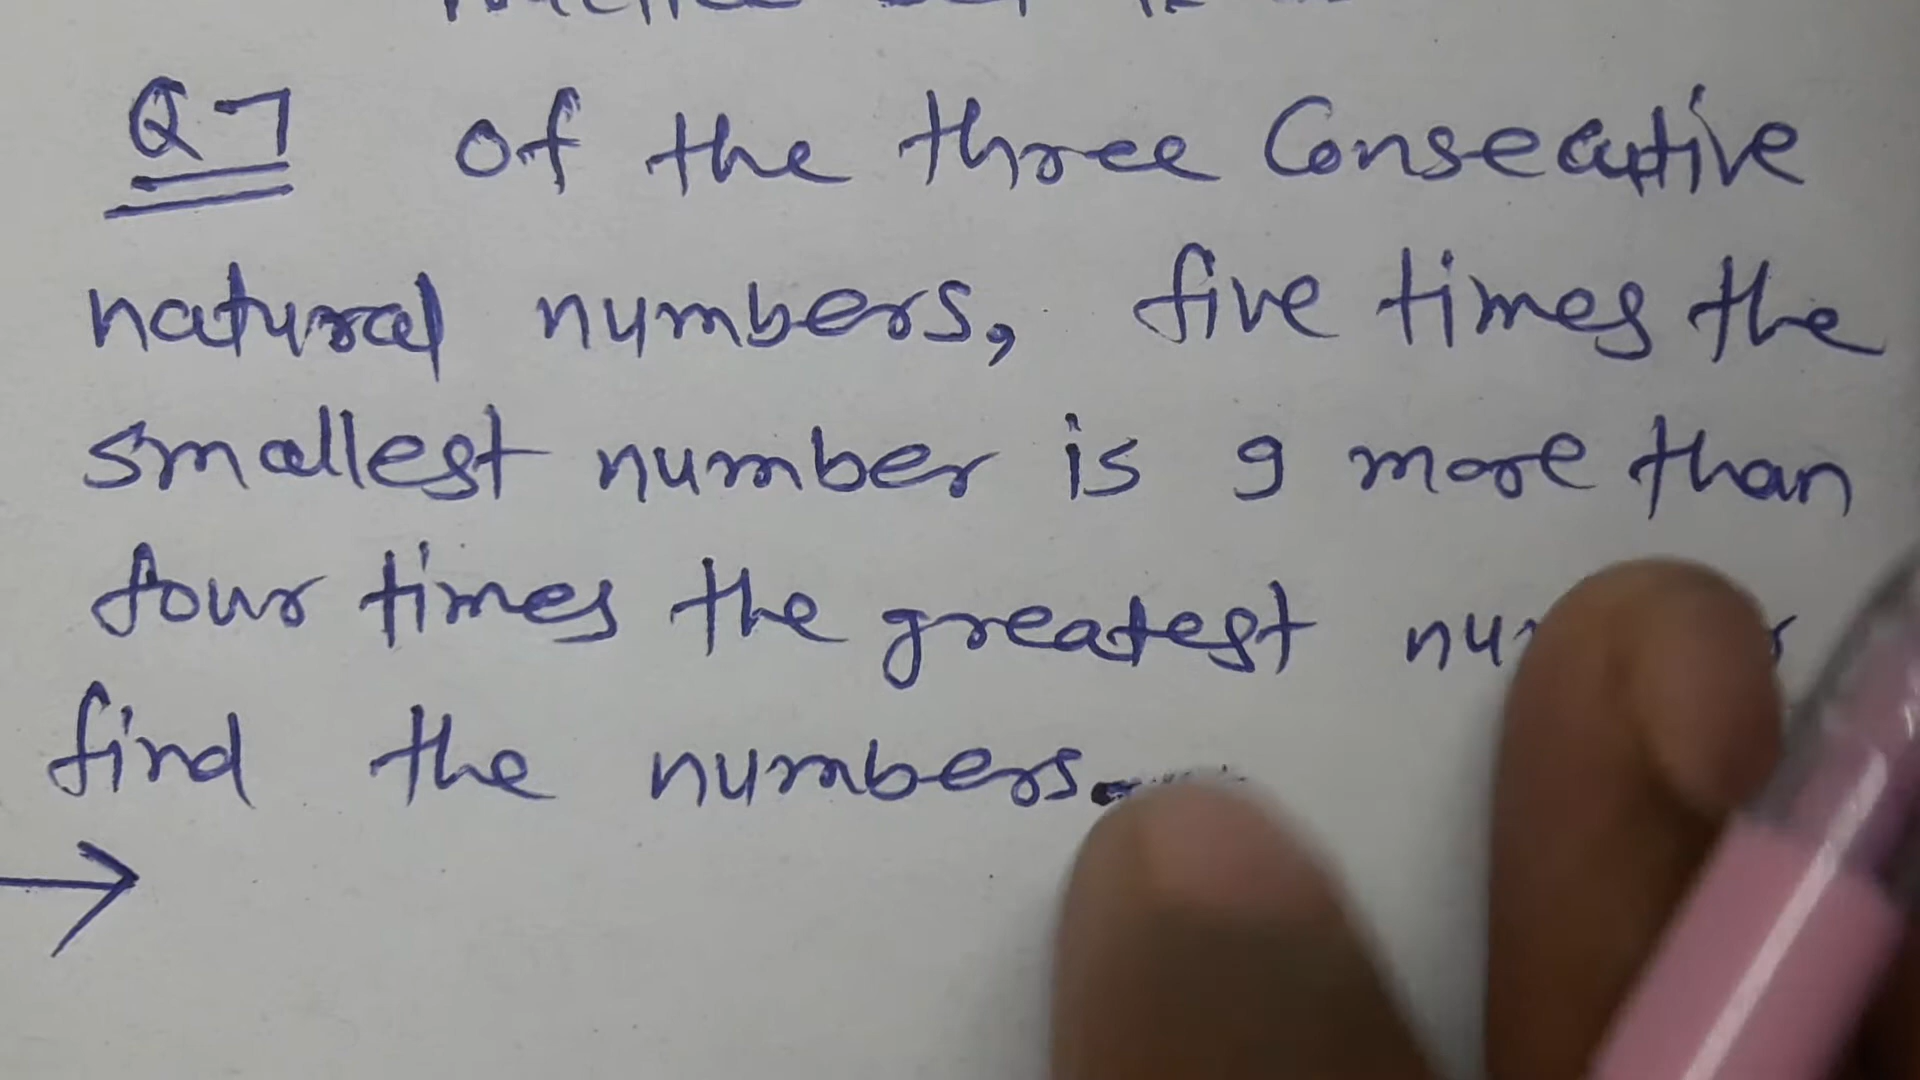 Q 7 Of the three Consecutive
natural numbers, five times the
smallest number is 9 more than
four times the greatest
find the numbers.